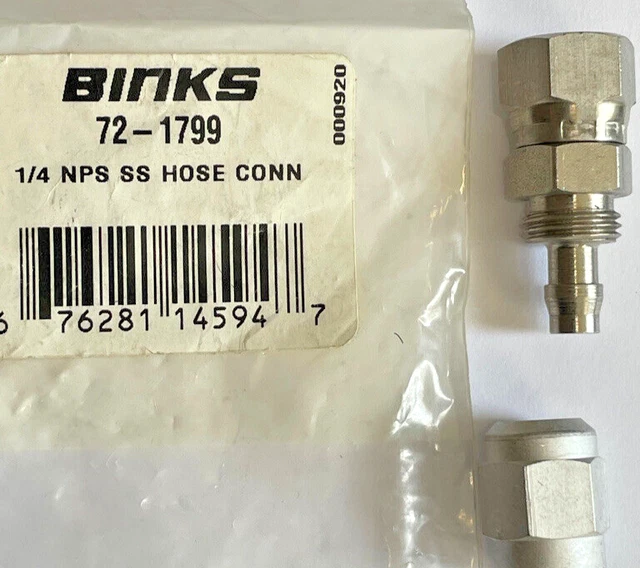 BINKS
72-1799
1/4 NPS SS HOSE CONN
000920
6 76281 14594 7